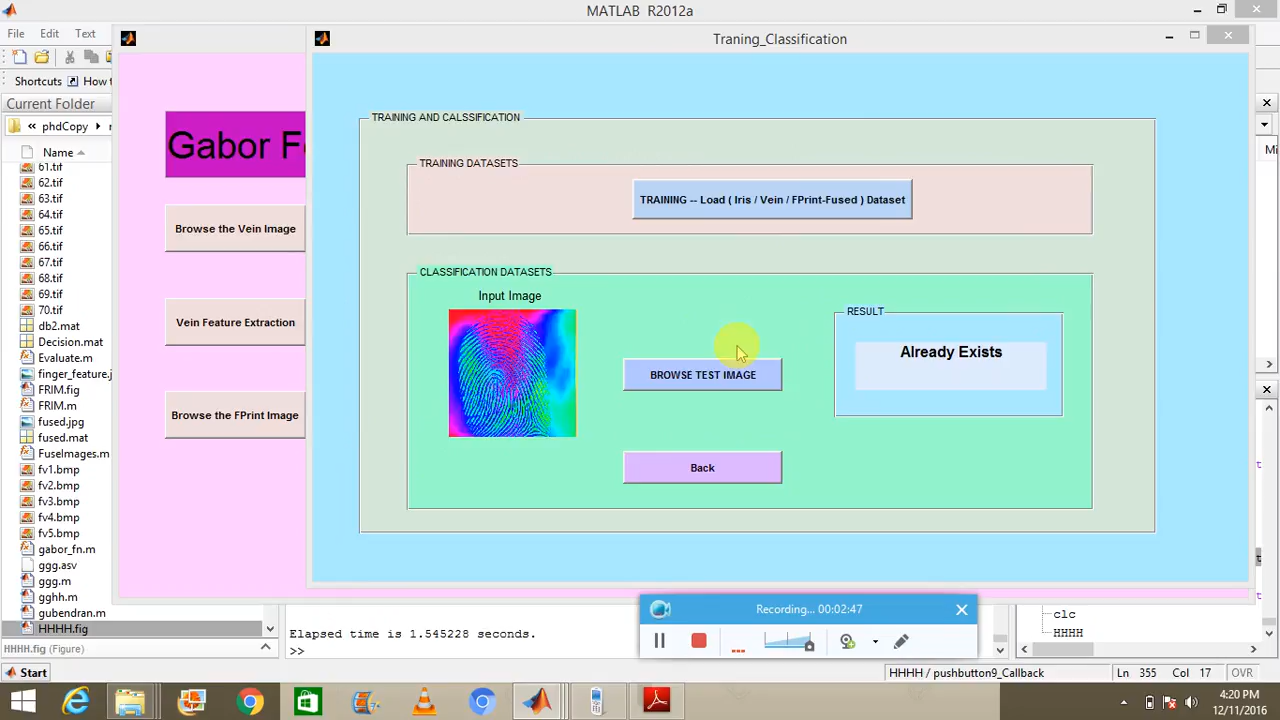 MATLAB R2012a
File Edit Text
Shortcuts How t
Current Folder
« phdCopy
Name
61.tif
62.tif
63.tif
64.tif
65.tif
66.tif
67.tif
68.tif
69.tif
70.tif
db2.mat
Decision.mat
Evaluate.m
finger_feature.j
FRIM.fig
FRIM.m
fused.jpg
fused.mat
FuseImages.m
fv1.bmp
fv2.bmp
fv3.bmp
fv4.bmp
fv5.bmp
gabor_fn.m
ggg.asv
ggg.m
gghh.m
gubendran.m
HHHH.fig
HHHH.fig (Figure)
Start
Gabor F
Browse the Vein Image
Vein Feature Extraction
Browse the FPrint Image
Traning_Classification
TRAINING AND CALSSIFICATION
TRAINING DATASETS
TRAINING -- Load ( Iris / Vein / FPrint-Fused ) Dataset
CLASSIFICATION DATASETS
Input Image
BROWSE TEST IMAGE
Back
RESULT
Already Exists
Mi
Elapsed time is 1.545228 seconds.
>>
Recording... 00:02:47
clc
HHHH
HHHH / pushbutton9_Callback
Ln 355 Col 17 OVR
4:20 PM
12/11/2016